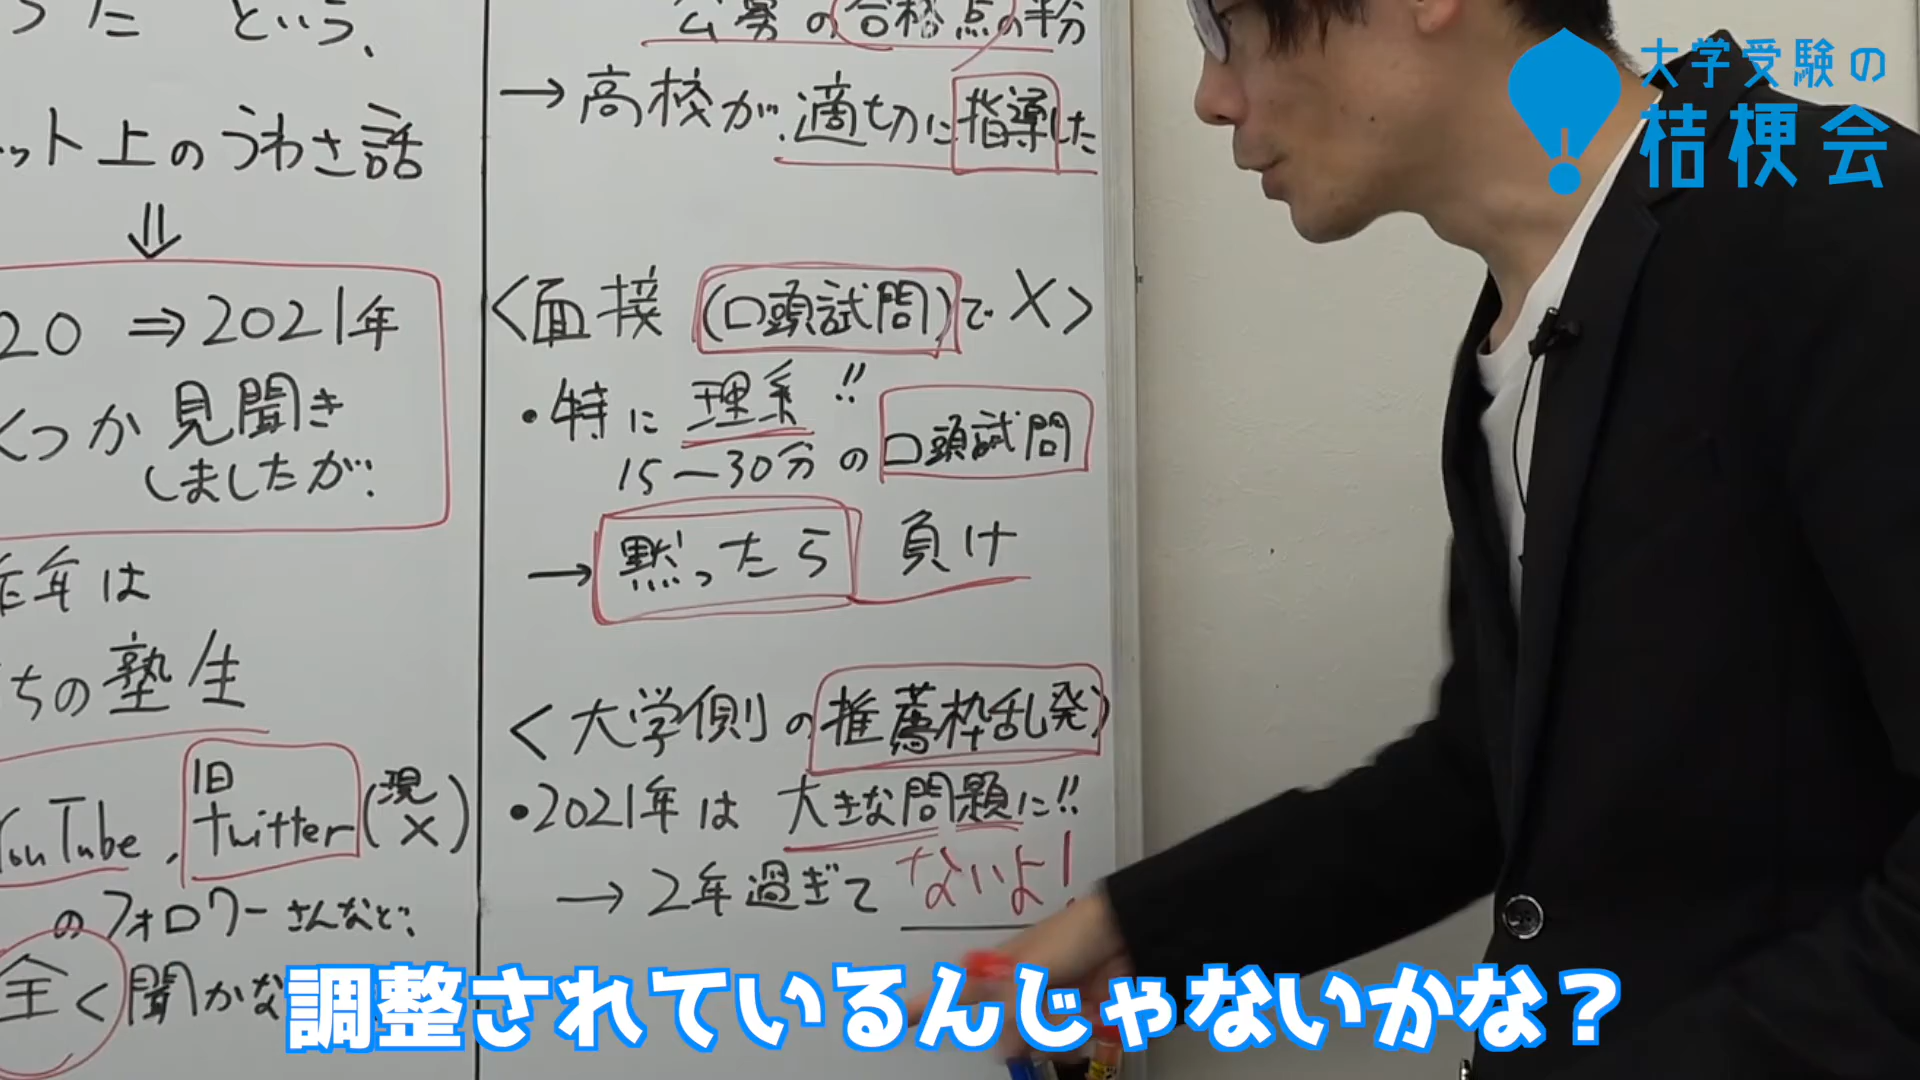 った という、
ット上のうわさ話
⇓
20 ⇒ 2021年
くつか見聞き
しましたが、
昨年は
ちの塾生
YouTube、旧twitter(現X)
のフォロワーさんなど、
全く聞かな
公募の合格点の半分
→ 高校が、適切に指導した
<面接(口頭試問)で X>
・特に理系!!
15〜30分の口頭試問
→ 黙ったら負け
<大学側の推薦枠乱発>
・2021年は大きな問題に!!
→ 2年過ぎて ないよ!
大学受験の
桔梗会
調整されているんじゃないかな？